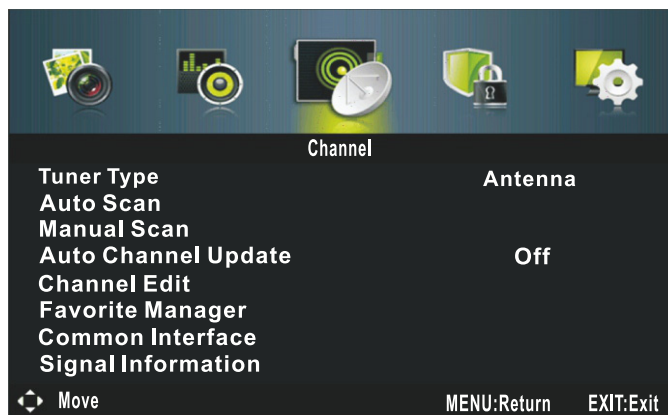 Channel
Tuner Type Antenna
Auto Scan
Manual Scan
Auto Channel Update Off
Channel Edit
Favorite Manager
Common Interface
Signal Information
Move MENU:Return EXIT:Exit